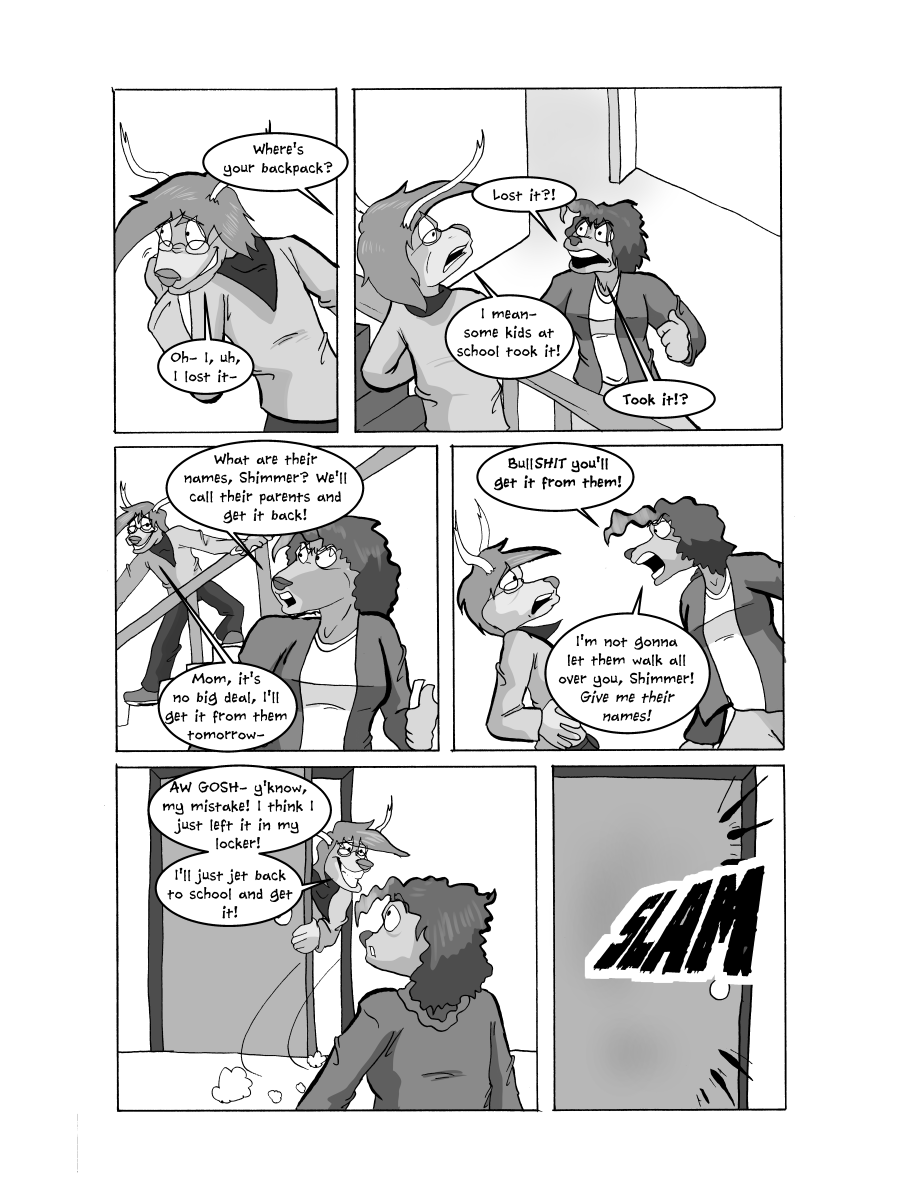 Where's
your backpack?
Oh- I, uh,
I lost it-
Lost it?!
I mean-
some kids at
school took it!
Took it!?
What are their
names, Shimmer? We'll
call their parents and
get it back!
Mom, it's
no big deal, I'll
get it from them
tomorrow-
BullSHIT you'll
get it from them!
I'm not gonna
let them walk all
over you, Shimmer!
Give me their
names!
AW GOSH- y'know,
my mistake! I think I
just left it in my
locker!
I'll just jet back
to school and get
it!
SLAM